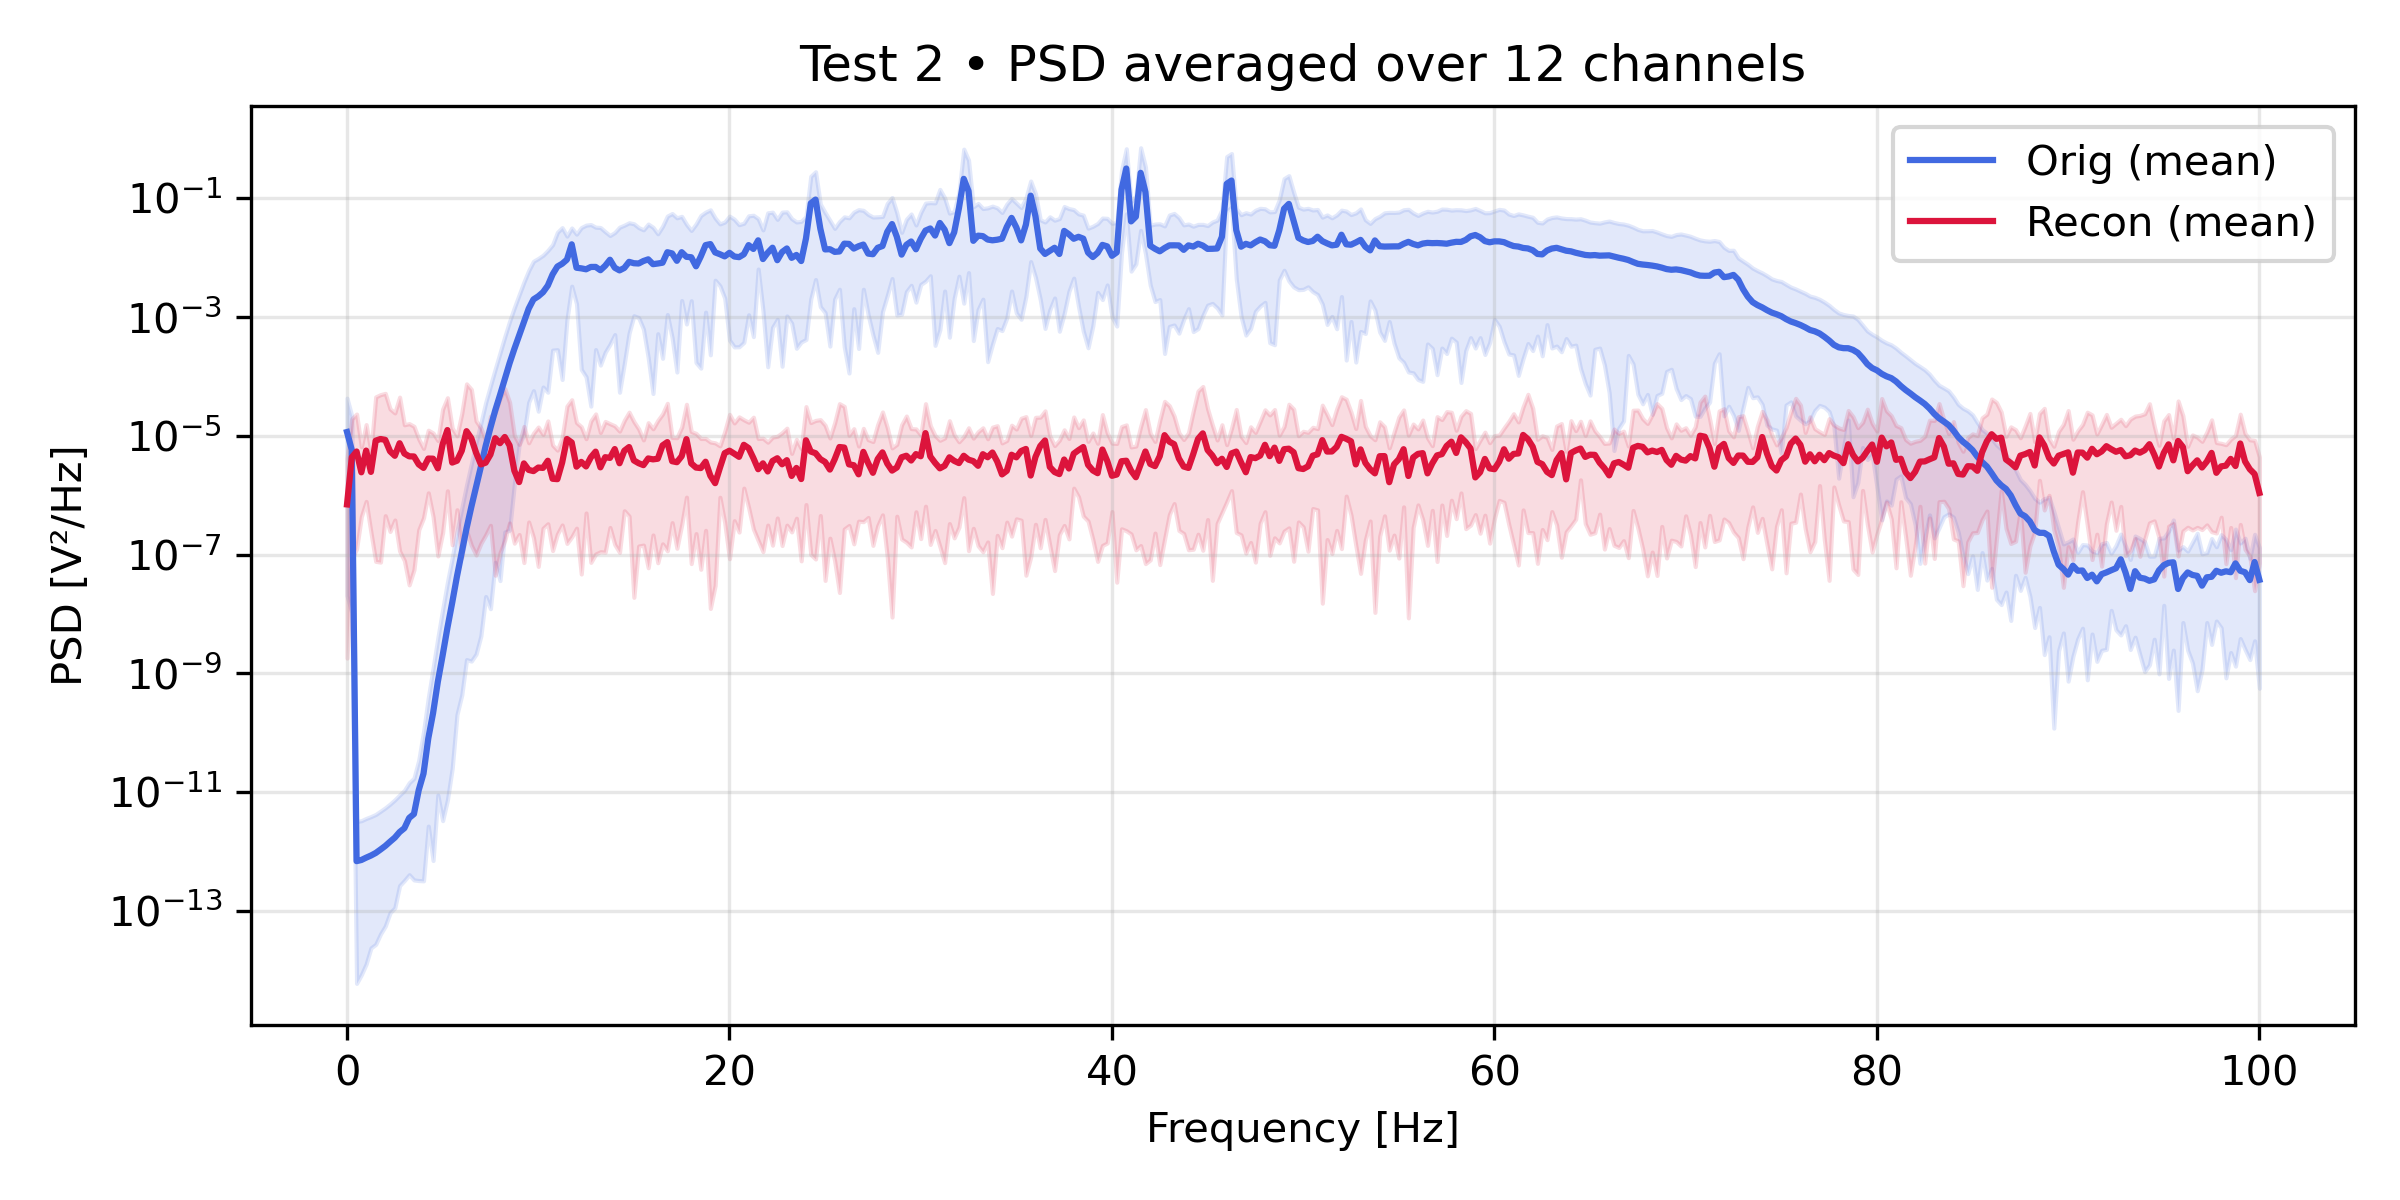 Test 2 • PSD averaged over 12 channels
Orig (mean)
Recon (mean)
PSD [V²/Hz]
10⁻¹
10⁻³
10⁻⁵
10⁻⁷
10⁻⁹
10⁻¹¹
10⁻¹³
0 20 40 60 80 100
Frequency [Hz]